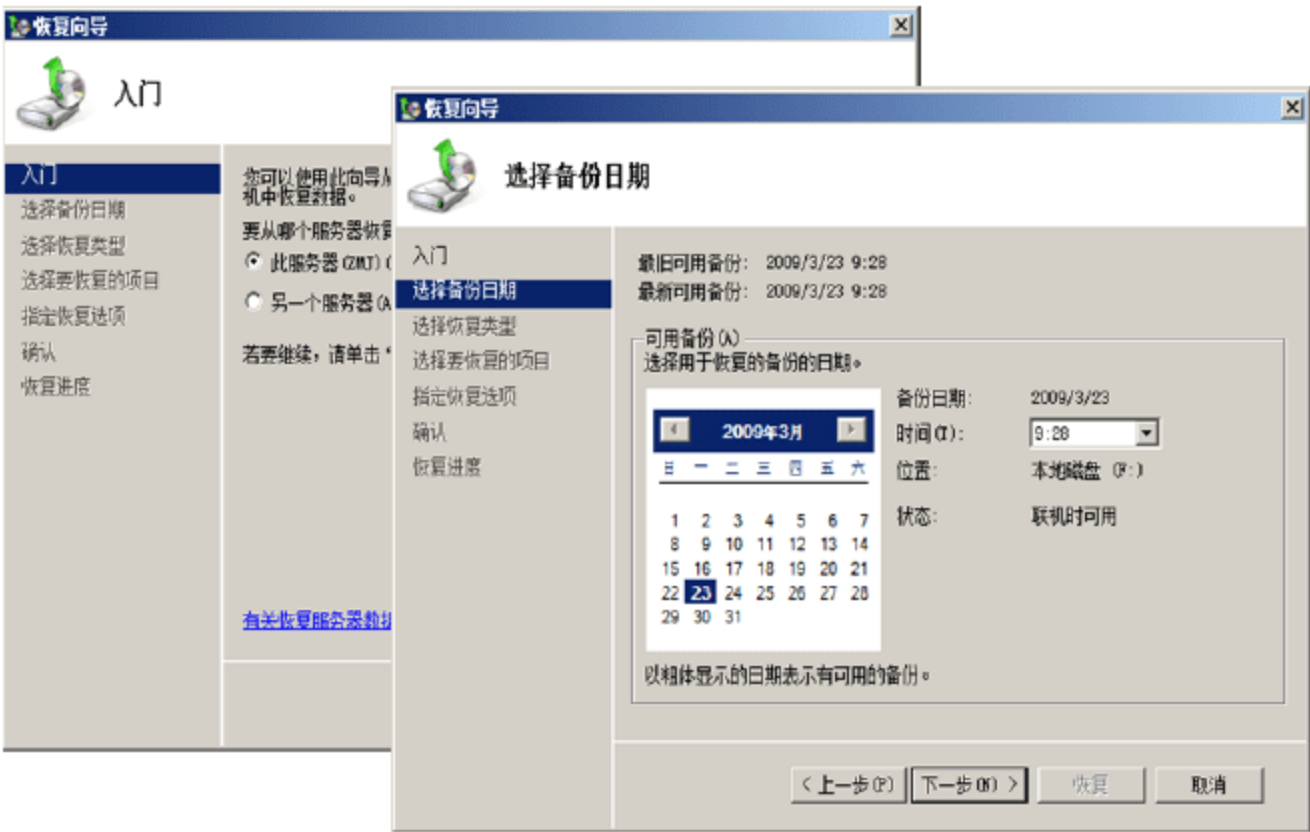 恢复向导
入门
入门
选择备份日期
选择恢复类型
选择要恢复的项目
指定恢复选项
确认
恢复进度
您可以使用此向导从
机中恢复数据。
要从哪个服务器恢复
此服务器(ZMJ)(
另一个服务器(A
若要继续，请单击“
有关恢复服务器数据
恢复向导
选择备份日期
入门
选择备份日期
选择恢复类型
选择要恢复的项目
指定恢复选项
确认
恢复进度
最旧可用备份： 2009/3/23 9:28
最新可用备份： 2009/3/23 9:28
可用备份(A)
选择用于恢复的备份的日期。
2009年3月
日 一 二 三 四 五 六
1 2 3 4 5 6 7
8 9 10 11 12 13 14
15 16 17 18 19 20 21
22 23 24 25 26 27 28
29 30 31
备份日期： 2009/3/23
时间(T)： 9:28
位置： 本地磁盘 (F:)
状态： 联机时可用
以粗体显示的日期表示有可用的备份。
< 上一步(P)
下一步(N) >
恢复
取消